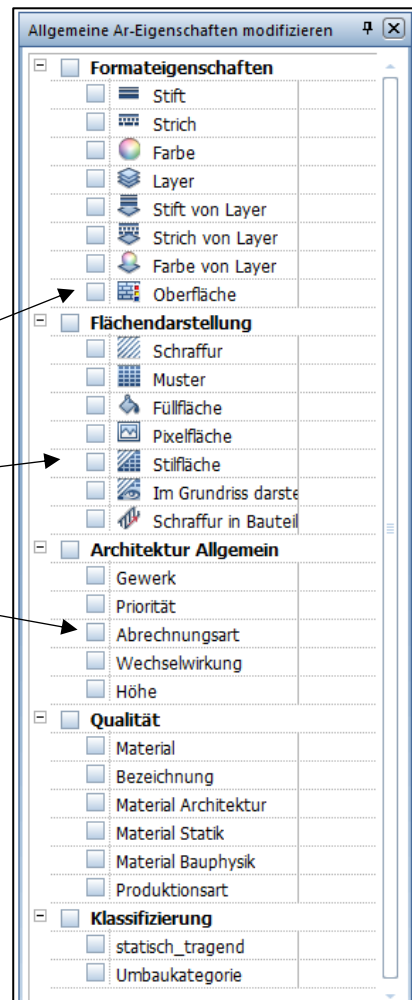 Allgemeine Ar-Eigenschaften modifizieren
Formateigenschaften
Stift
Strich
Farbe
Layer
Stift von Layer
Strich von Layer
Farbe von Layer
Oberfläche
Flächendarstellung
Schraffur
Muster
Füllfläche
Pixelfläche
Stilfläche
Im Grundriss darste
Schraffur in Bauteil
Architektur Allgemein
Gewerk
Priorität
Abrechnungsart
Wechselwirkung
Höhe
Qualität
Material
Bezeichnung
Material Architektur
Material Statik
Material Bauphysik
Produktionsart
Klassifizierung
statisch_tragend
Umbaukategorie